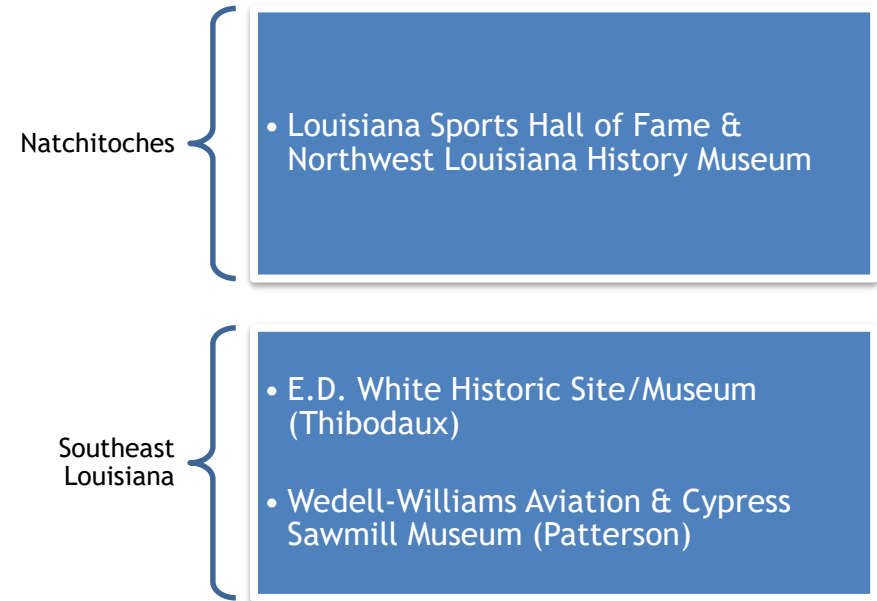 Natchitoches
• Louisiana Sports Hall of Fame &
Northwest Louisiana History Museum
Southeast
Louisiana
• E.D. White Historic Site/Museum
(Thibodaux)
• Wedell-Williams Aviation & Cypress
Sawmill Museum (Patterson)